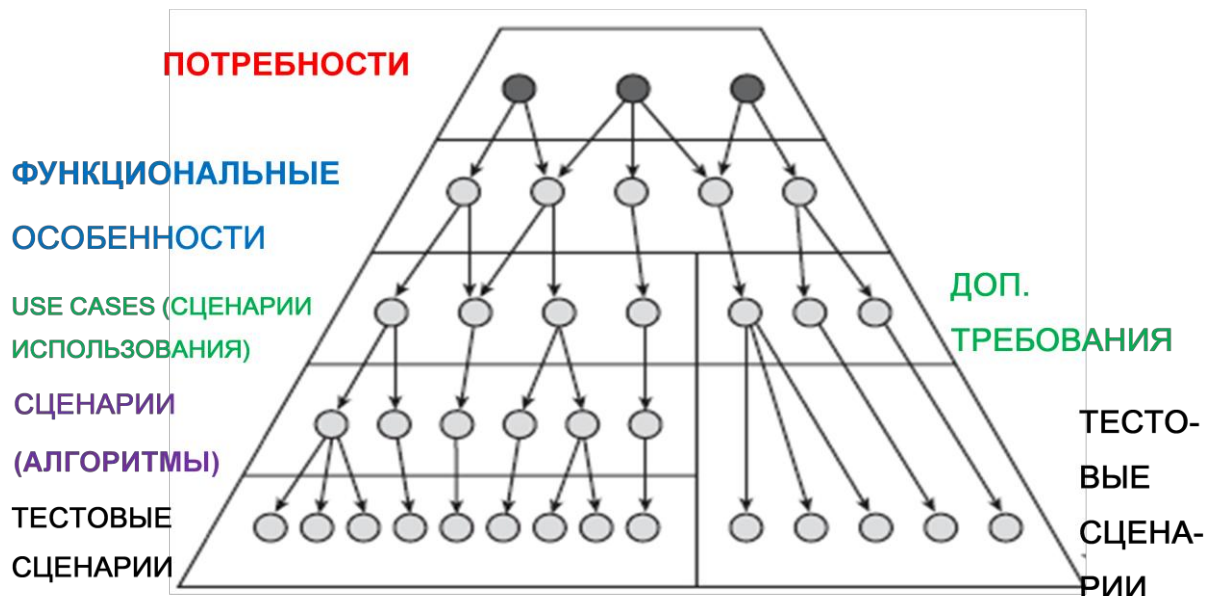 ПОТРЕБНОСТИ
ФУНКЦИОНАЛЬНЫЕ
ОСОБЕННОСТИ
USE CASES (СЦЕНАРИИ
ИСПОЛЬЗОВАНИЯ)
СЦЕНАРИИ
(АЛГОРИТМЫ)
ТЕСТОВЫЕ
СЦЕНАРИИ
ДОП.
ТРЕБОВАНИЯ
ТЕСТО-
ВЫЕ
СЦЕНА-
РИИ